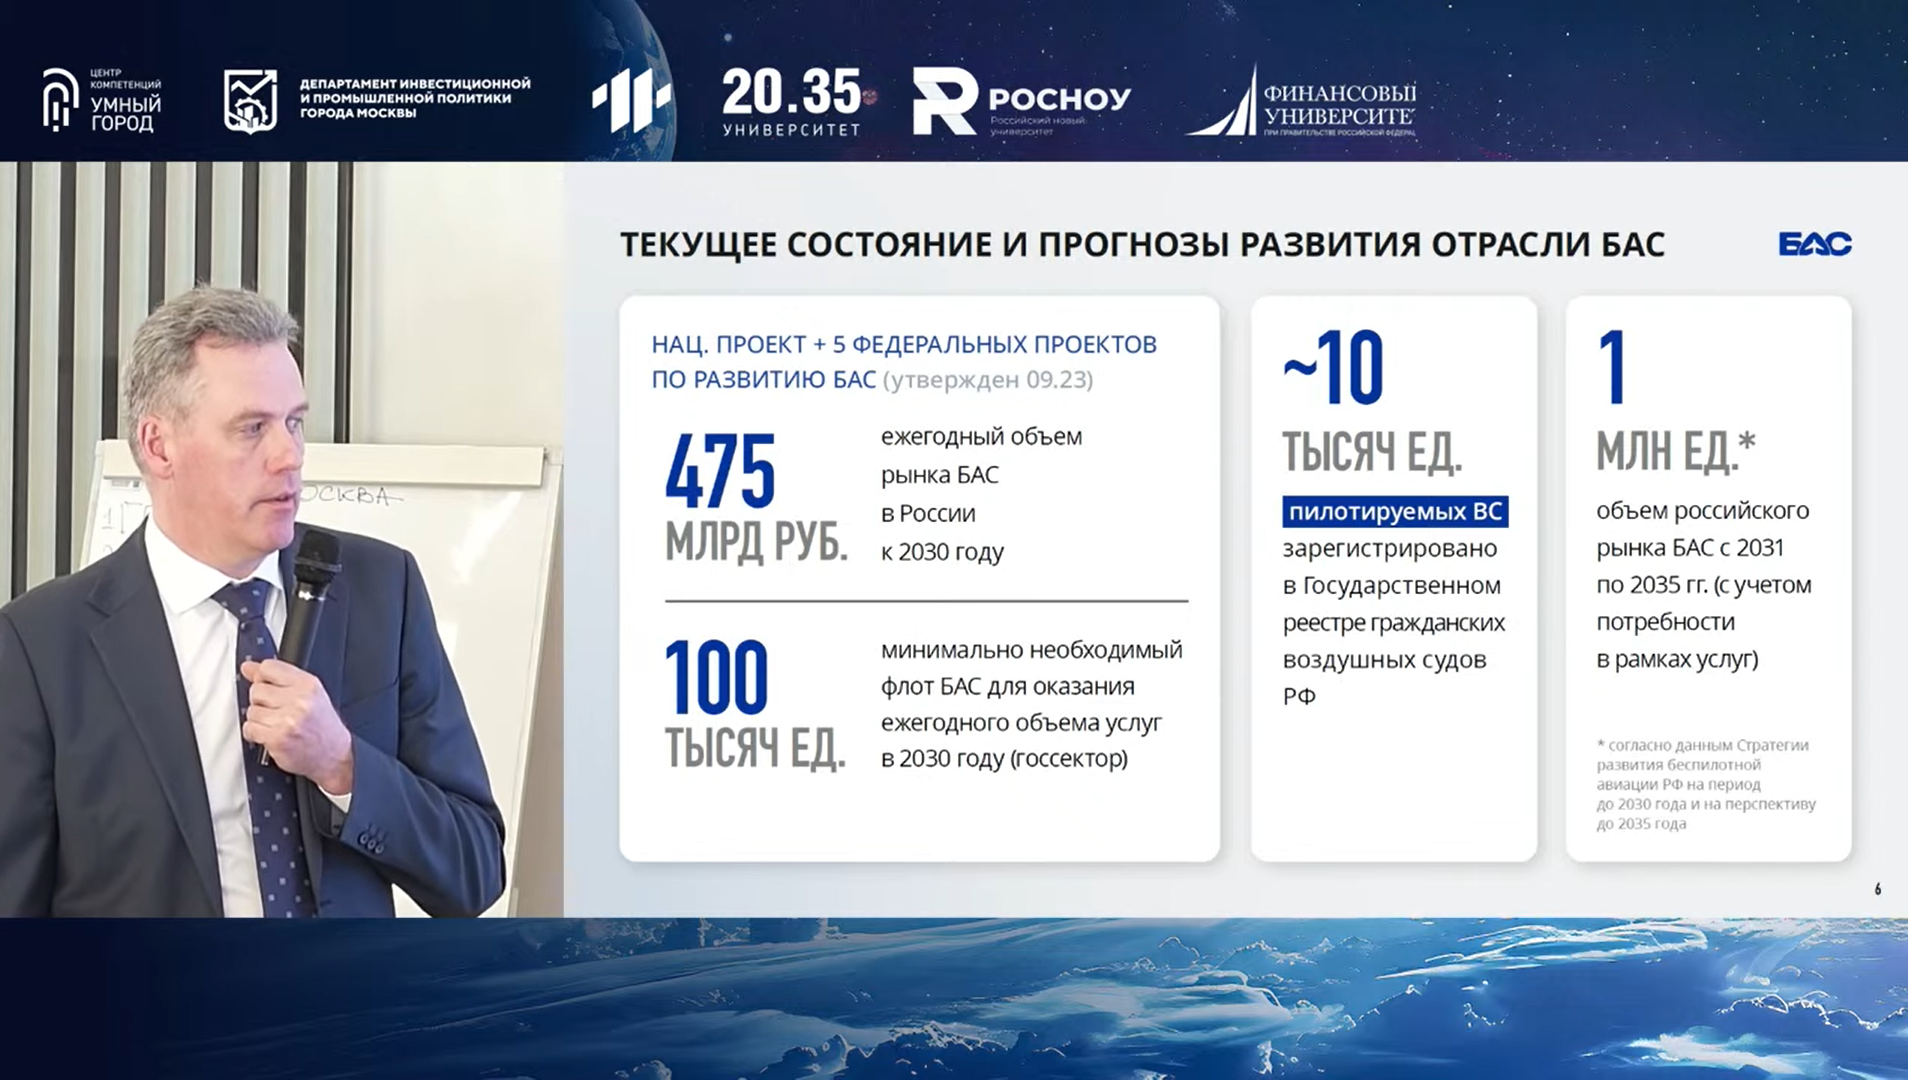 ЦЕНТР
КОМПЕТЕНЦИЙ
УМНЫЙ
ГОРОД
ДЕПАРТАМЕНТ ИНВЕСТИЦИОННОЙ
И ПРОМЫШЛЕННОЙ ПОЛИТИКИ
ГОРОДА МОСКВЫ
20.35
УНИВЕРСИТЕТ
РОСНОУ
Российский новый
университет
ФИНАНСОВЫ
УНИВЕРСИТЕТ
ПРИ ПРАВИТЕЛЬСТВЕ РОССИЙСКОЙ ФЕДЕРАЦ
ТЕКУЩЕЕ СОСТОЯНИЕ И ПРОГНОЗЫ РАЗВИТИЯ ОТРАСЛИ БАС
БАС
НАЦ. ПРОЕКТ + 5 ФЕДЕРАЛЬНЫХ ПРОЕКТОВ
ПО РАЗВИТИЮ БАС (утвержден 09.23)
475
МЛРД РУБ.
ежегодный объем
рынка БАС
в России
к 2030 году
100
ТЫСЯЧ ЕД.
минимально необходимый
флот БАС для оказания
ежегодного объема услуг
в 2030 году (госсектор)
~10
ТЫСЯЧ ЕД.
пилотируемых ВС
зарегистрировано
в Государственном
реестре гражданских
воздушных судов
РФ
1
МЛН ЕД.*
объем российского
рынка БАС с 2031
по 2035 гг. (с учетом
потребности
в рамках услуг)
* согласно данным Стратегии
развития беспилотной
авиации РФ на период
до 2030 года и на перспективу
до 2035 года
6
ОСКВА